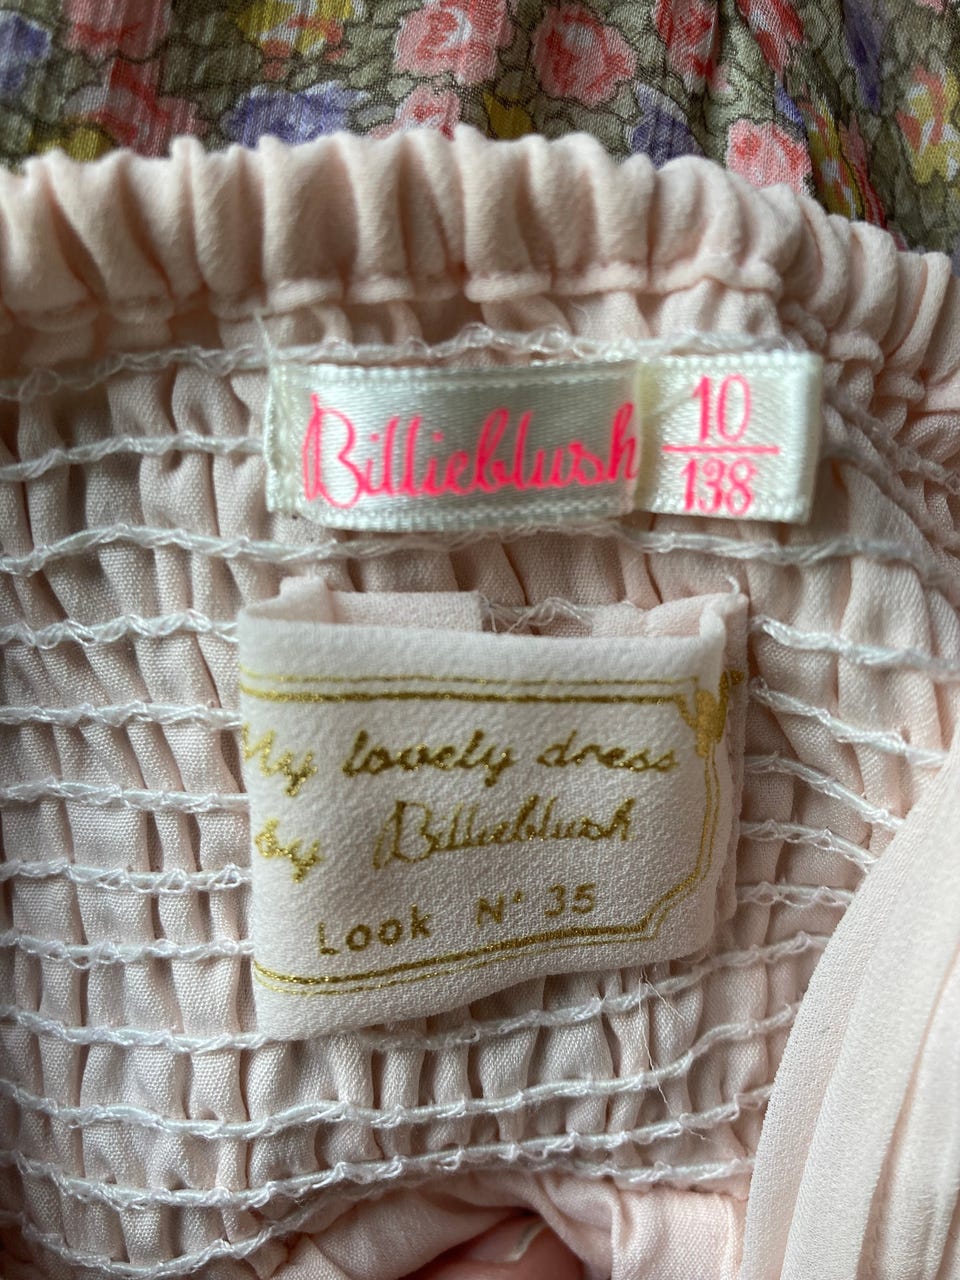 Billieblush
10
138
My lovely dress
by Billieblush
Look N° 35